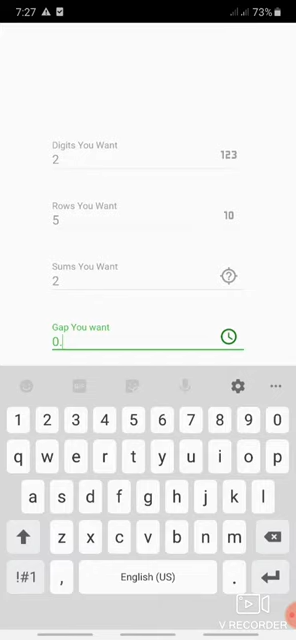 7:27 73%
Digits You Want
2 123
Rows You Want
5 10
Sums You Want
2 ?
Gap You want
0.
1 2 3 4 5 6 7 8 9 0
q w e r t y u i o p
a s d f g h j k l
z x c v b n m
!#1 , English (US) .
V RECORDER